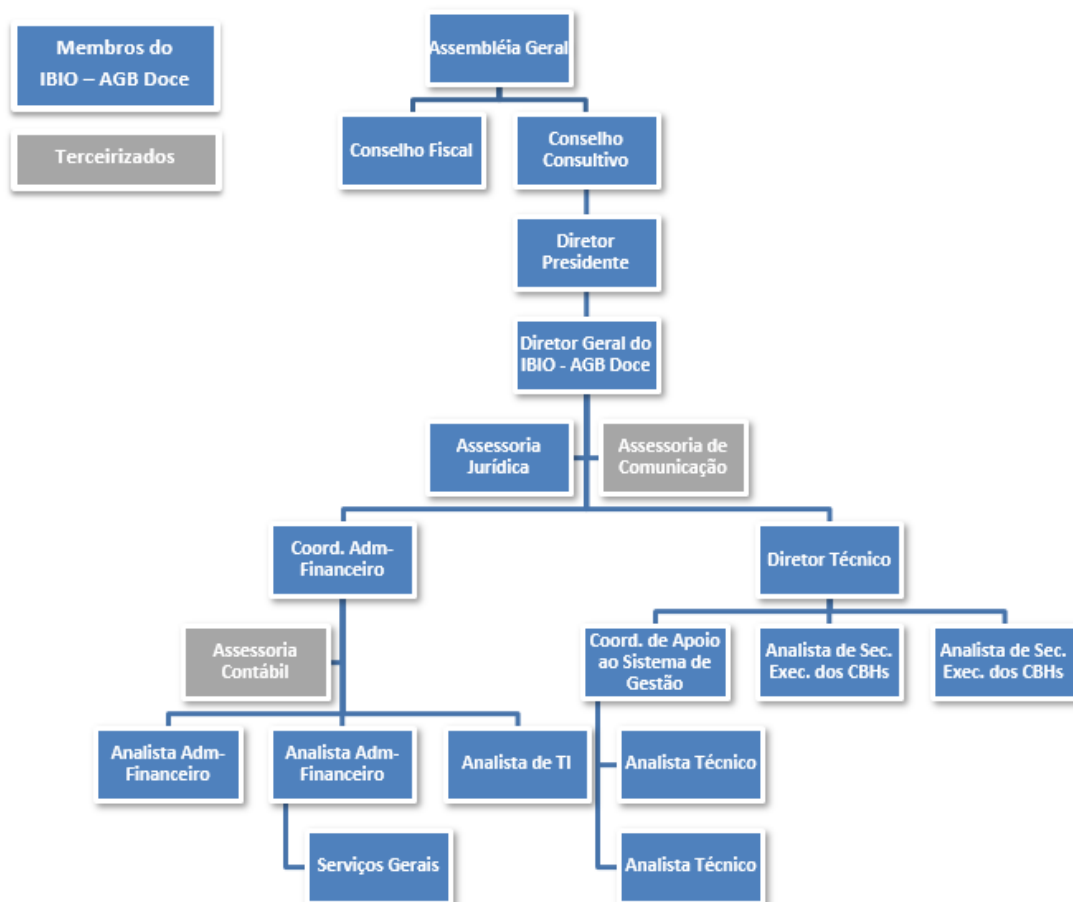 Membros do
IBIO – AGB Doce
Terceirizados
Assembléia Geral
Conselho Fiscal
Conselho
Consultivo
Diretor
Presidente
Diretor Geral do
IBIO - AGB Doce
Assessoria
Jurídica
Assessoria de
Comunicação
Coord. Adm-
Financeiro
Diretor Técnico
Assessoria
Contábil
Coord. de Apoio
ao Sistema de
Gestão
Analista de Sec.
Exec. dos CBHs
Analista de Sec.
Exec. dos CBHs
Analista Adm-
Financeiro
Analista Adm-
Financeiro
Analista de TI
Analista Técnico
Serviços Gerais
Analista Técnico